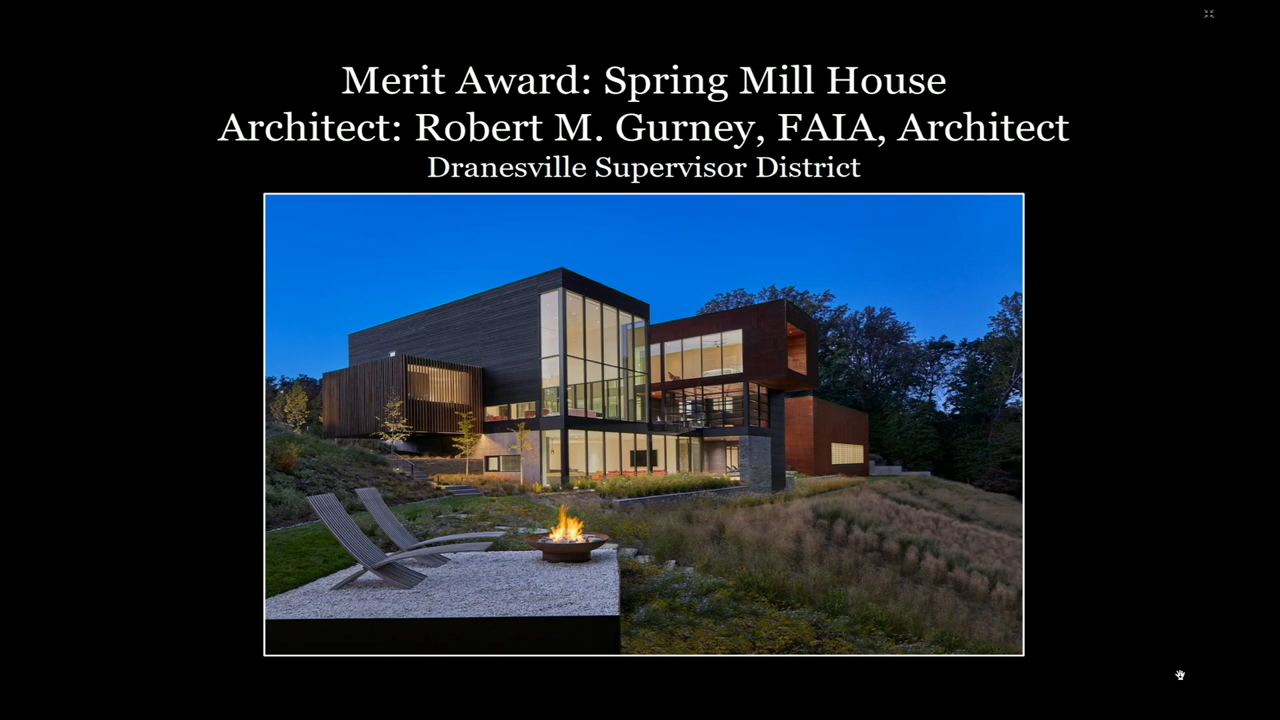 Merit Award: Spring Mill House
Architect: Robert M. Gurney, FAIA, Architect
Dranesville Supervisor District